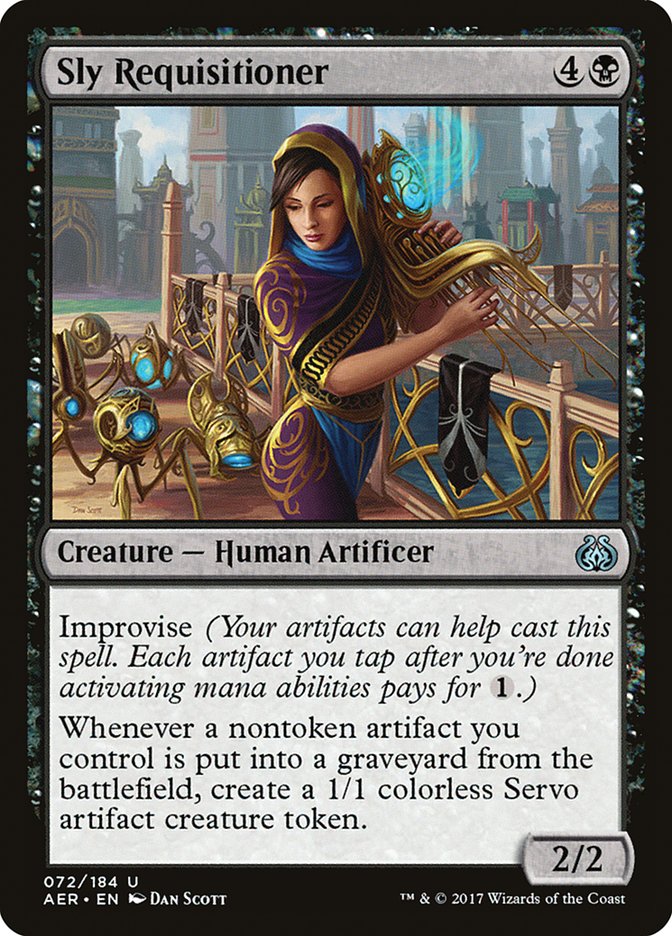 Sly Requisitioner 4
Dan Scott
Creature — Human Artificer
Improvise (Your artifacts can help cast this
spell. Each artifact you tap after you're done
activating mana abilities pays for 1.)
Whenever a nontoken artifact you
control is put into a graveyard from the
battlefield, create a 1/1 colorless Servo
artifact creature token.
2/2
072/184 U
AER • EN Dan Scott
™ & © 2017 Wizards of the Coast